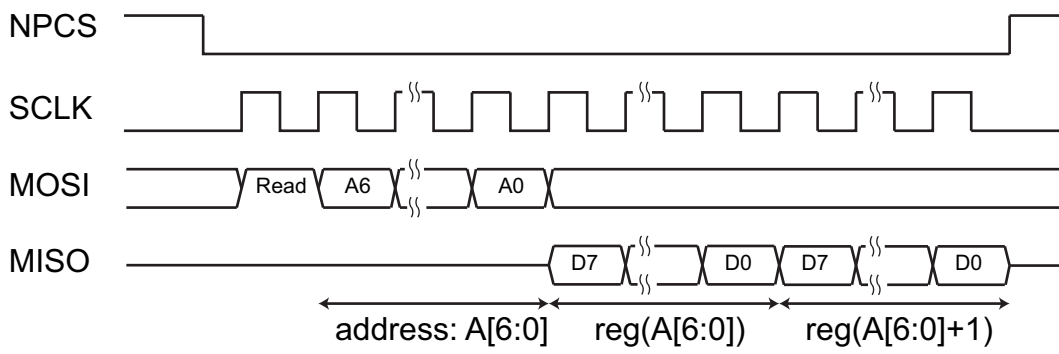 NPCS
SCLK
MOSI Read A6 A0
MISO D7 D0 D7 D0
address: A[6:0] reg(A[6:0]) reg(A[6:0]+1)